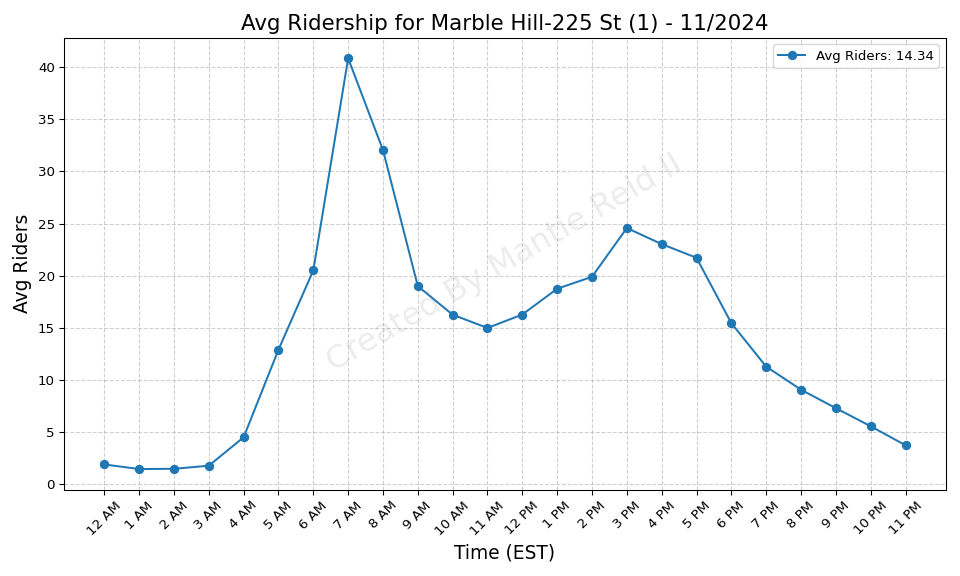 Avg Ridership for Marble Hill-225 St (1) - 11/2024
Avg Riders: 14.34
Avg Riders
40
35
30
25
20
15
10
5
0
Created By Mantie Reid II
12 AM
1 AM
2 AM
3 AM
4 AM
5 AM
6 AM
7 AM
8 AM
9 AM
10 AM
11 AM
12 PM
1 PM
2 PM
3 PM
4 PM
5 PM
6 PM
7 PM
8 PM
9 PM
10 PM
11 PM
Time (EST)